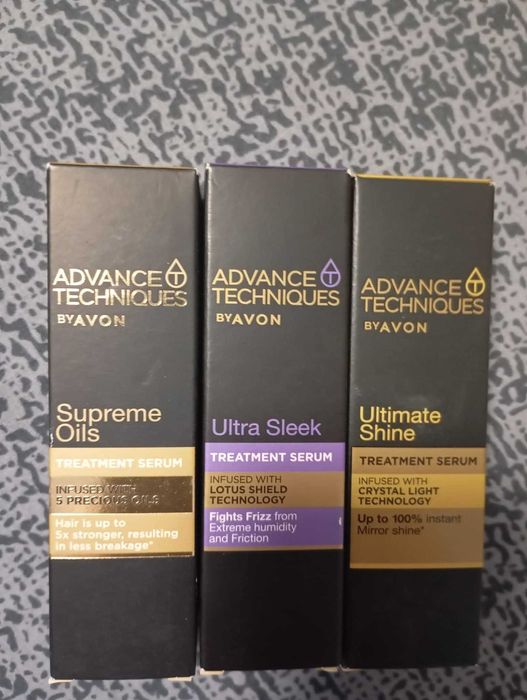 ADVANCE
TECHNIQUES
BY AVON
Supreme
Oils
TREATMENT SERUM
INFUSED WITH
5 PRECIOUS OILS
Hair is up to
5x stronger, resulting
in less breakage*
ADVANCE
TECHNIQUES
BY AVON
Ultra Sleek
TREATMENT SERUM
INFUSED WITH
LOTUS SHIELD
TECHNOLOGY
Fights Frizz from
Extreme humidity
and Friction
ADVANCE
TECHNIQUES
BY AVON
Ultimate
Shine
TREATMENT SERUM
INFUSED WITH
CRYSTAL LIGHT
TECHNOLOGY
Up to 100% instant
Mirror shine*